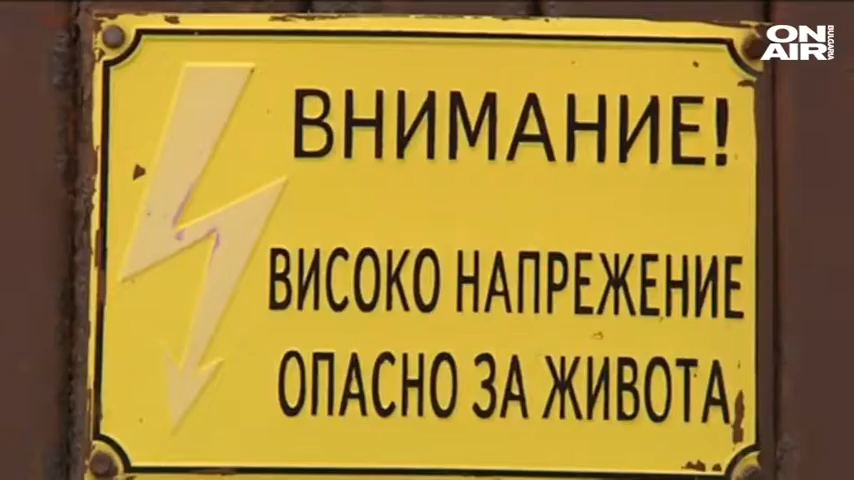 ВНИМАНИЕ!
ВИСОКО НАПРЕЖЕНИЕ
ОПАСНО ЗА ЖИВОТА
ON AIR BULGARIA